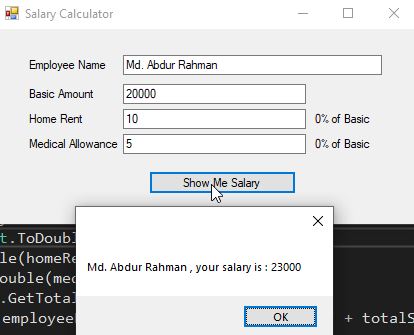 Salary Calculator
Employee Name Md. Abdur Rahman
Basic Amount 20000
Home Rent 10 0% of Basic
Medical Allowance 5 0% of Basic
Show Me Salary
t.ToDoubl
le(homeRe
Md. Abdur Rahman , your salary is : 23000
ouble(med
.GetTotal
employeeN
OK
+ totalS